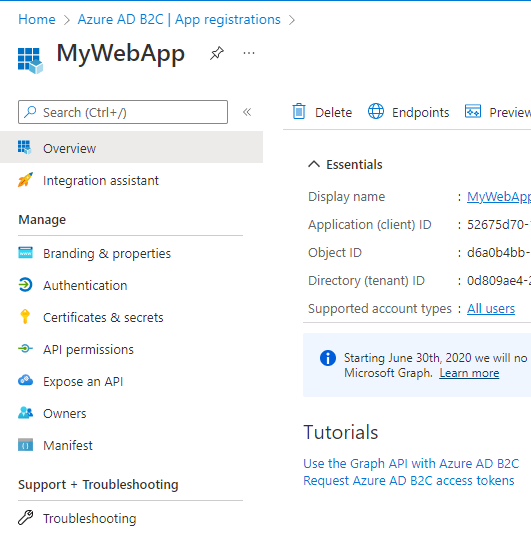 Home > Azure AD B2C | App registrations >
MyWebApp ...
Search (Ctrl+/) «
Overview
Integration assistant
Manage
Branding & properties
Authentication
Certificates & secrets
API permissions
Expose an API
Owners
Manifest
Support + Troubleshooting
Troubleshooting
Delete Endpoints Preview
Essentials
Display name : MyWebApp
Application (client) ID : 52675d70-
Object ID : d6a0b4bb-
Directory (tenant) ID : 0d809ae4-2
Supported account types : All users
Starting June 30th, 2020 we will no
Microsoft Graph. Learn more
Tutorials
Use the Graph API with Azure AD B2C
Request Azure AD B2C access tokens